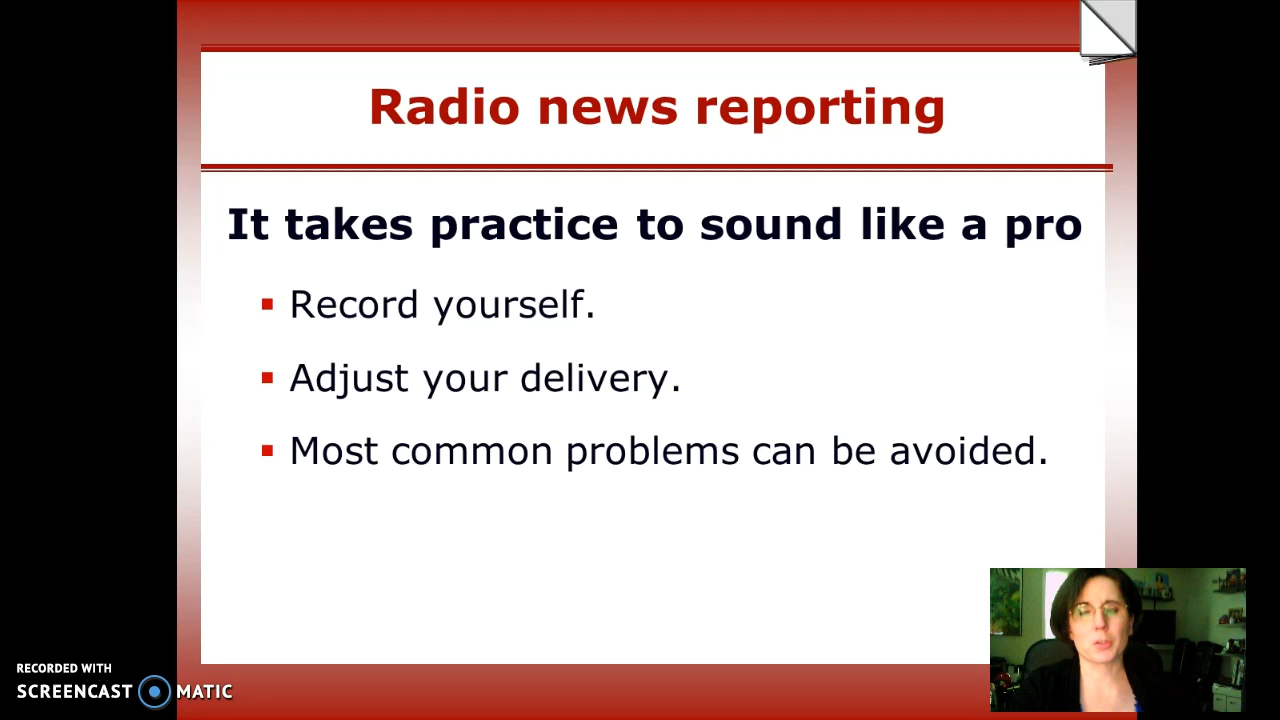 Radio news reporting
It takes practice to sound like a pro
Record yourself.
Adjust your delivery.
Most common problems can be avoided.
RECORDED WITH
SCREENCAST MATIC